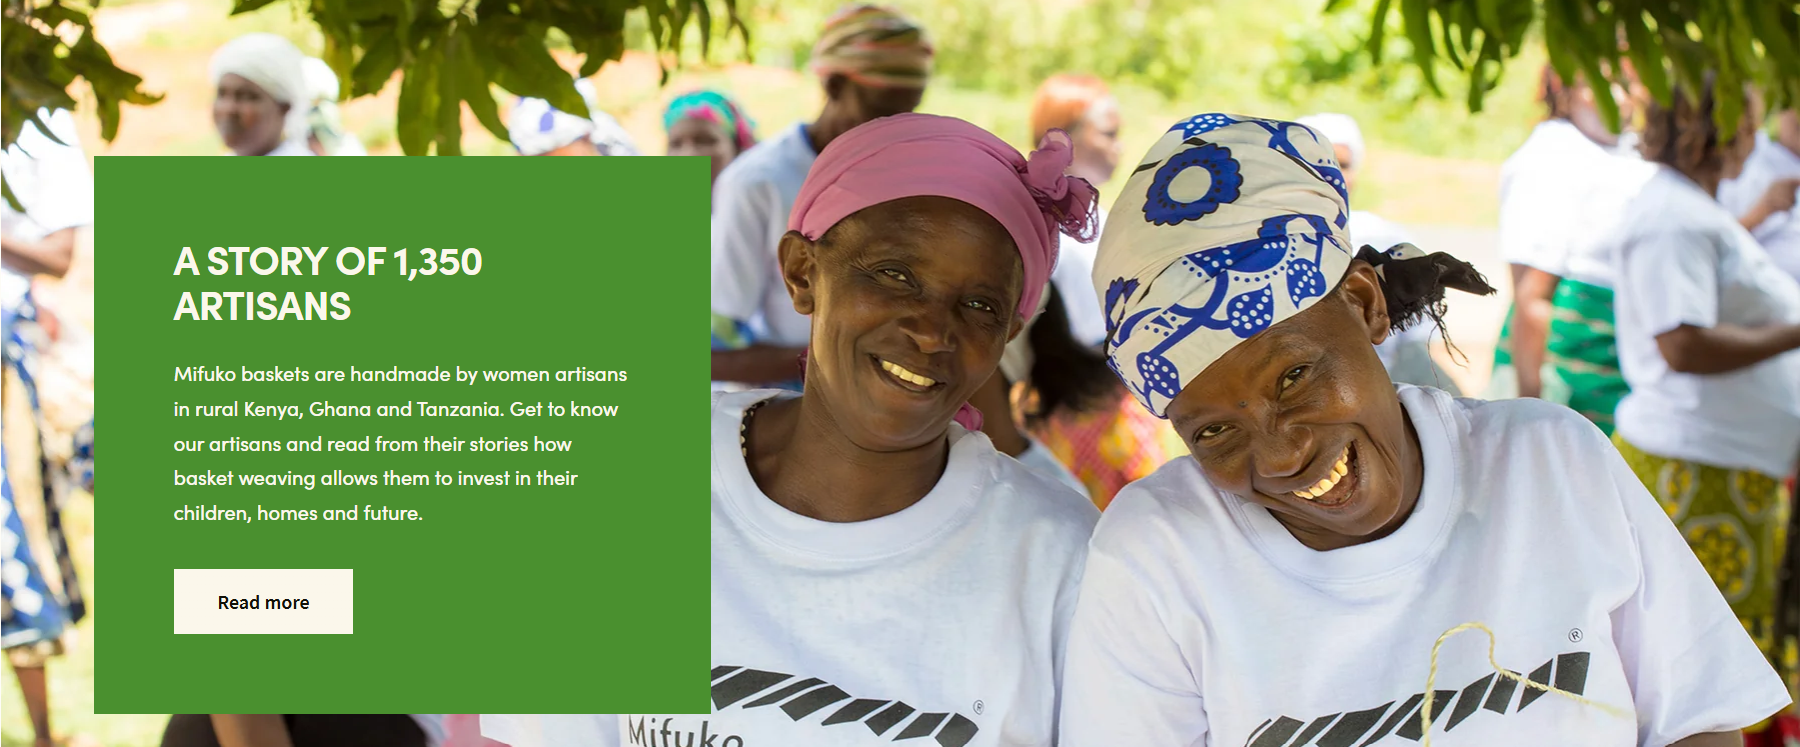 A STORY OF 1,350
ARTISANS
Mifuko baskets are handmade by women artisans
in rural Kenya, Ghana and Tanzania. Get to know
our artisans and read from their stories how
basket weaving allows them to invest in their
children, homes and future.
Read more
®
®
Mifuko